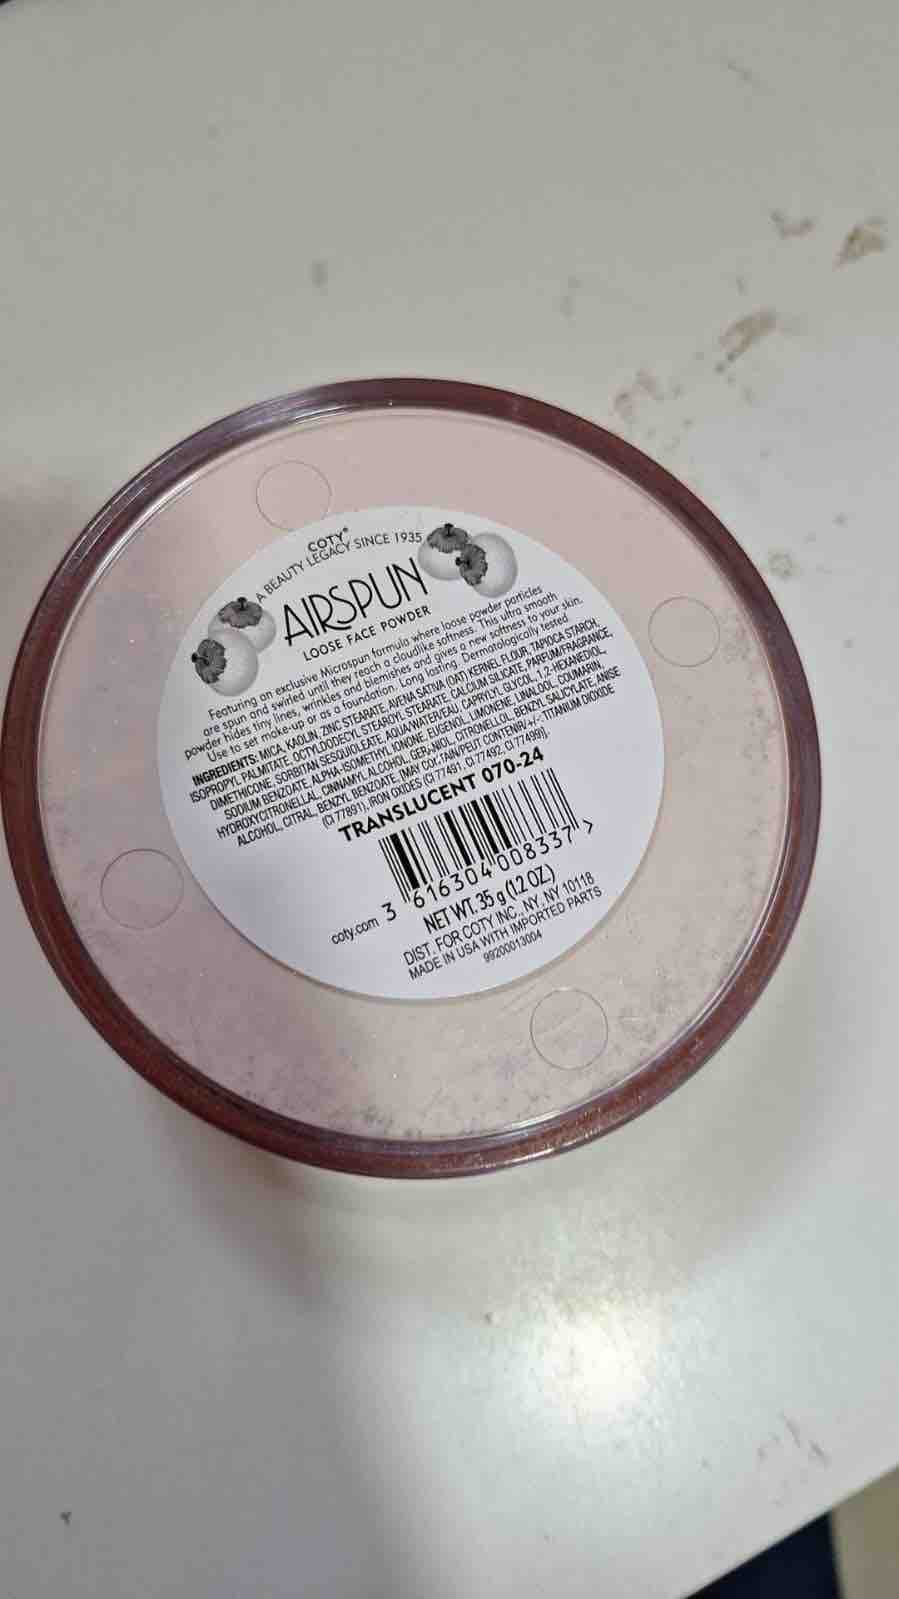 COTY®
A BEAUTY LEGACY SINCE 1935
AIRSPUN
LOOSE FACE POWDER
Featuring an exclusive Microspun formula where loose powder particles
are spun and swirled until they reach a cloudlike softness. This ultra smooth
powder hides tiny lines, wrinkles and blemishes and gives a new softness to your skin.
Use to set make-up or as a foundation. Long lasting. Dermatologically tested
INGREDIENTS: MICA, KAOLIN, ZINC STEARATE, AVENA SATIVA (OAT) KERNEL FLOUR, TAPIOCA STARCH,
ISOPROPYL PALMITATE, OCTYLDODECYL STEAROYL STEARATE, CALCIUM SILICATE, PARFUM/FRAGRANCE,
DIMETHICONE, SORBITAN SESQUIOLEATE, AQUA/WATER/EAU, CAPRYLYL GLYCOL, 1,2-HEXANEDIOL,
SODIUM BENZOATE, ALPHA-ISOMETHYL IONONE, EUGENOL, LIMONENE, LINALOOL, COUMARIN,
HYDROXYCITRONELLAL, CINNAMYL ALCOHOL, GERANIOL, CITRONELLOL, BENZYL SALICYLATE, ANISE
ALCOHOL, CITRAL, BENZYL BENZOATE, [MAY CONTAIN/PEUT CONTENIR/+/-: TITANIUM DIOXIDE
(CI 77891), IRON OXIDES (CI 77491, CI 77492, CI 77499)].
TRANSLUCENT 070-24
3 616304 008337 >
coty.com
NET WT. 35 g (1.2 OZ.)
DIST. FOR COTY INC., NY, NY 10118
MADE IN USA WITH IMPORTED PARTS
99200013004